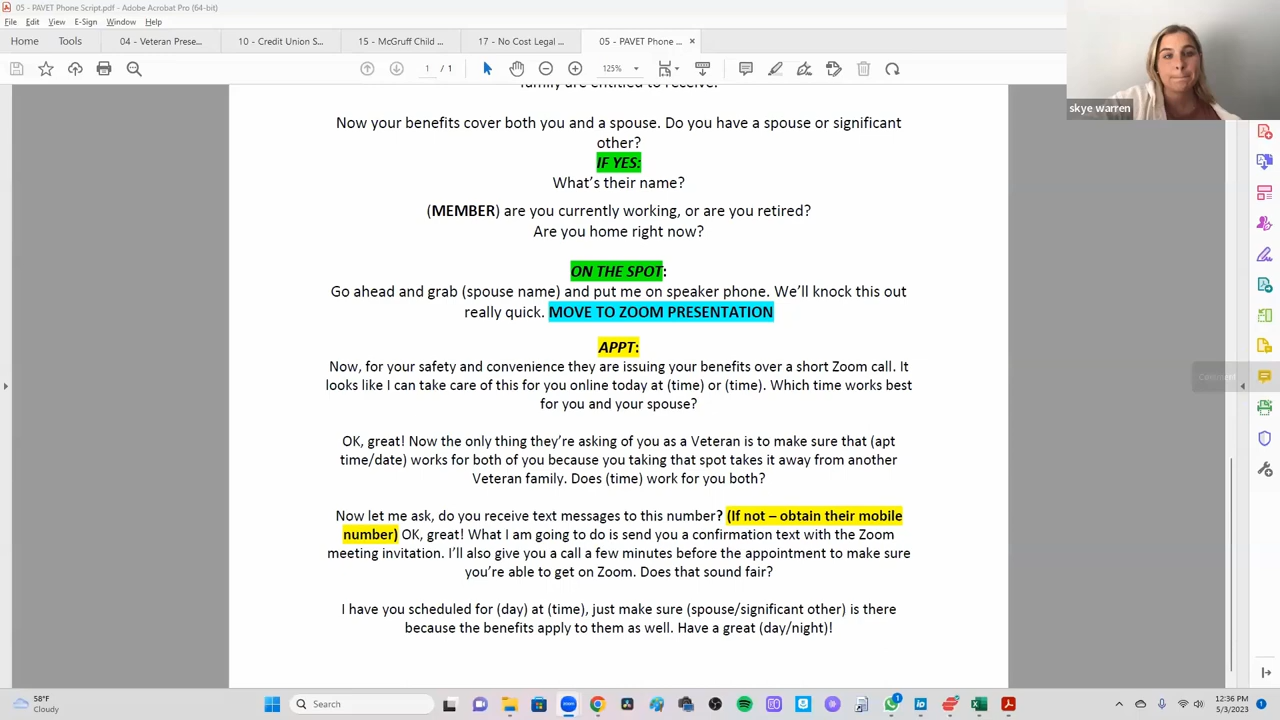 05 - PAVET Phone Script.pdf - Adobe Acrobat Pro (64-bit)
File Edit View E-Sign Window Help
Home Tools 04 - Veteran Prese... 10 - Credit Union S... 15 - McGruff Child ... 17 - No Cost Legal ... 05 - PAVET Phone ... ×
1 / 1 125%
skye warren
family are entitled to receive.
Now your benefits cover both you and a spouse. Do you have a spouse or significant
other?
IF YES:
What's their name?
(MEMBER) are you currently working, or are you retired?
Are you home right now?
ON THE SPOT:
Go ahead and grab (spouse name) and put me on speaker phone. We'll knock this out
really quick. MOVE TO ZOOM PRESENTATION
APPT:
Now, for your safety and convenience they are issuing your benefits over a short Zoom call. It
looks like I can take care of this for you online today at (time) or (time). Which time works best
for you and your spouse?
OK, great! Now the only thing they're asking of you as a Veteran is to make sure that (apt
time/date) works for both of you because you taking that spot takes it away from another
Veteran family. Does (time) work for you both?
Now let me ask, do you receive text messages to this number? (If not – obtain their mobile
number) OK, great! What I am going to do is send you a confirmation text with the Zoom
meeting invitation. I'll also give you a call a few minutes before the appointment to make sure
you're able to get on Zoom. Does that sound fair?
I have you scheduled for (day) at (time), just make sure (spouse/significant other) is there
because the benefits apply to them as well. Have a great (day/night)!
Comment
58°F
Cloudy
Search
12:36 PM
5/3/2023